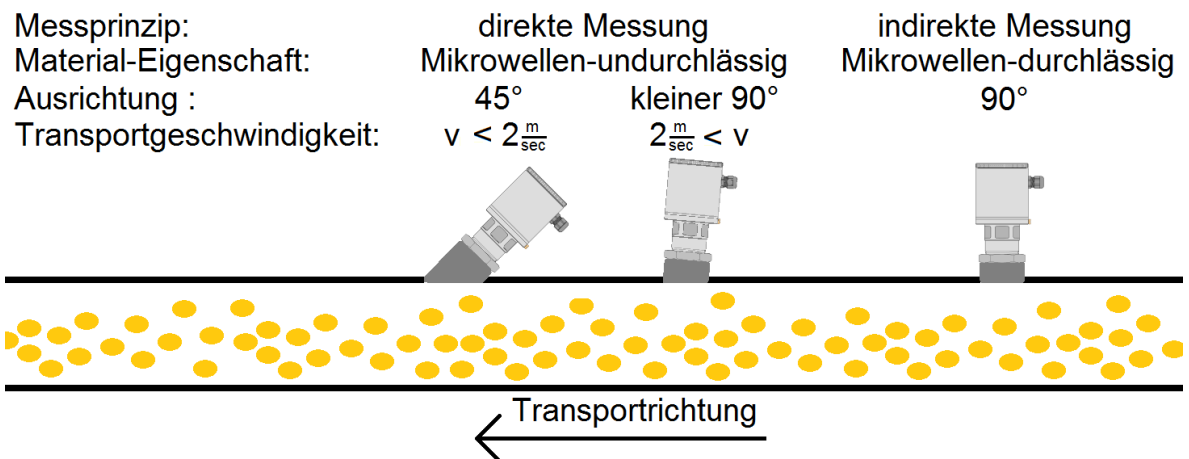 Messprinzip: direkte Messung indirekte Messung
Material-Eigenschaft: Mikrowellen-undurchlässig Mikrowellen-durchlässig
Ausrichtung : 45° kleiner 90° 90°
Transportgeschwindigkeit: v < 2 m/sec 2 m/sec < v
Transportrichtung